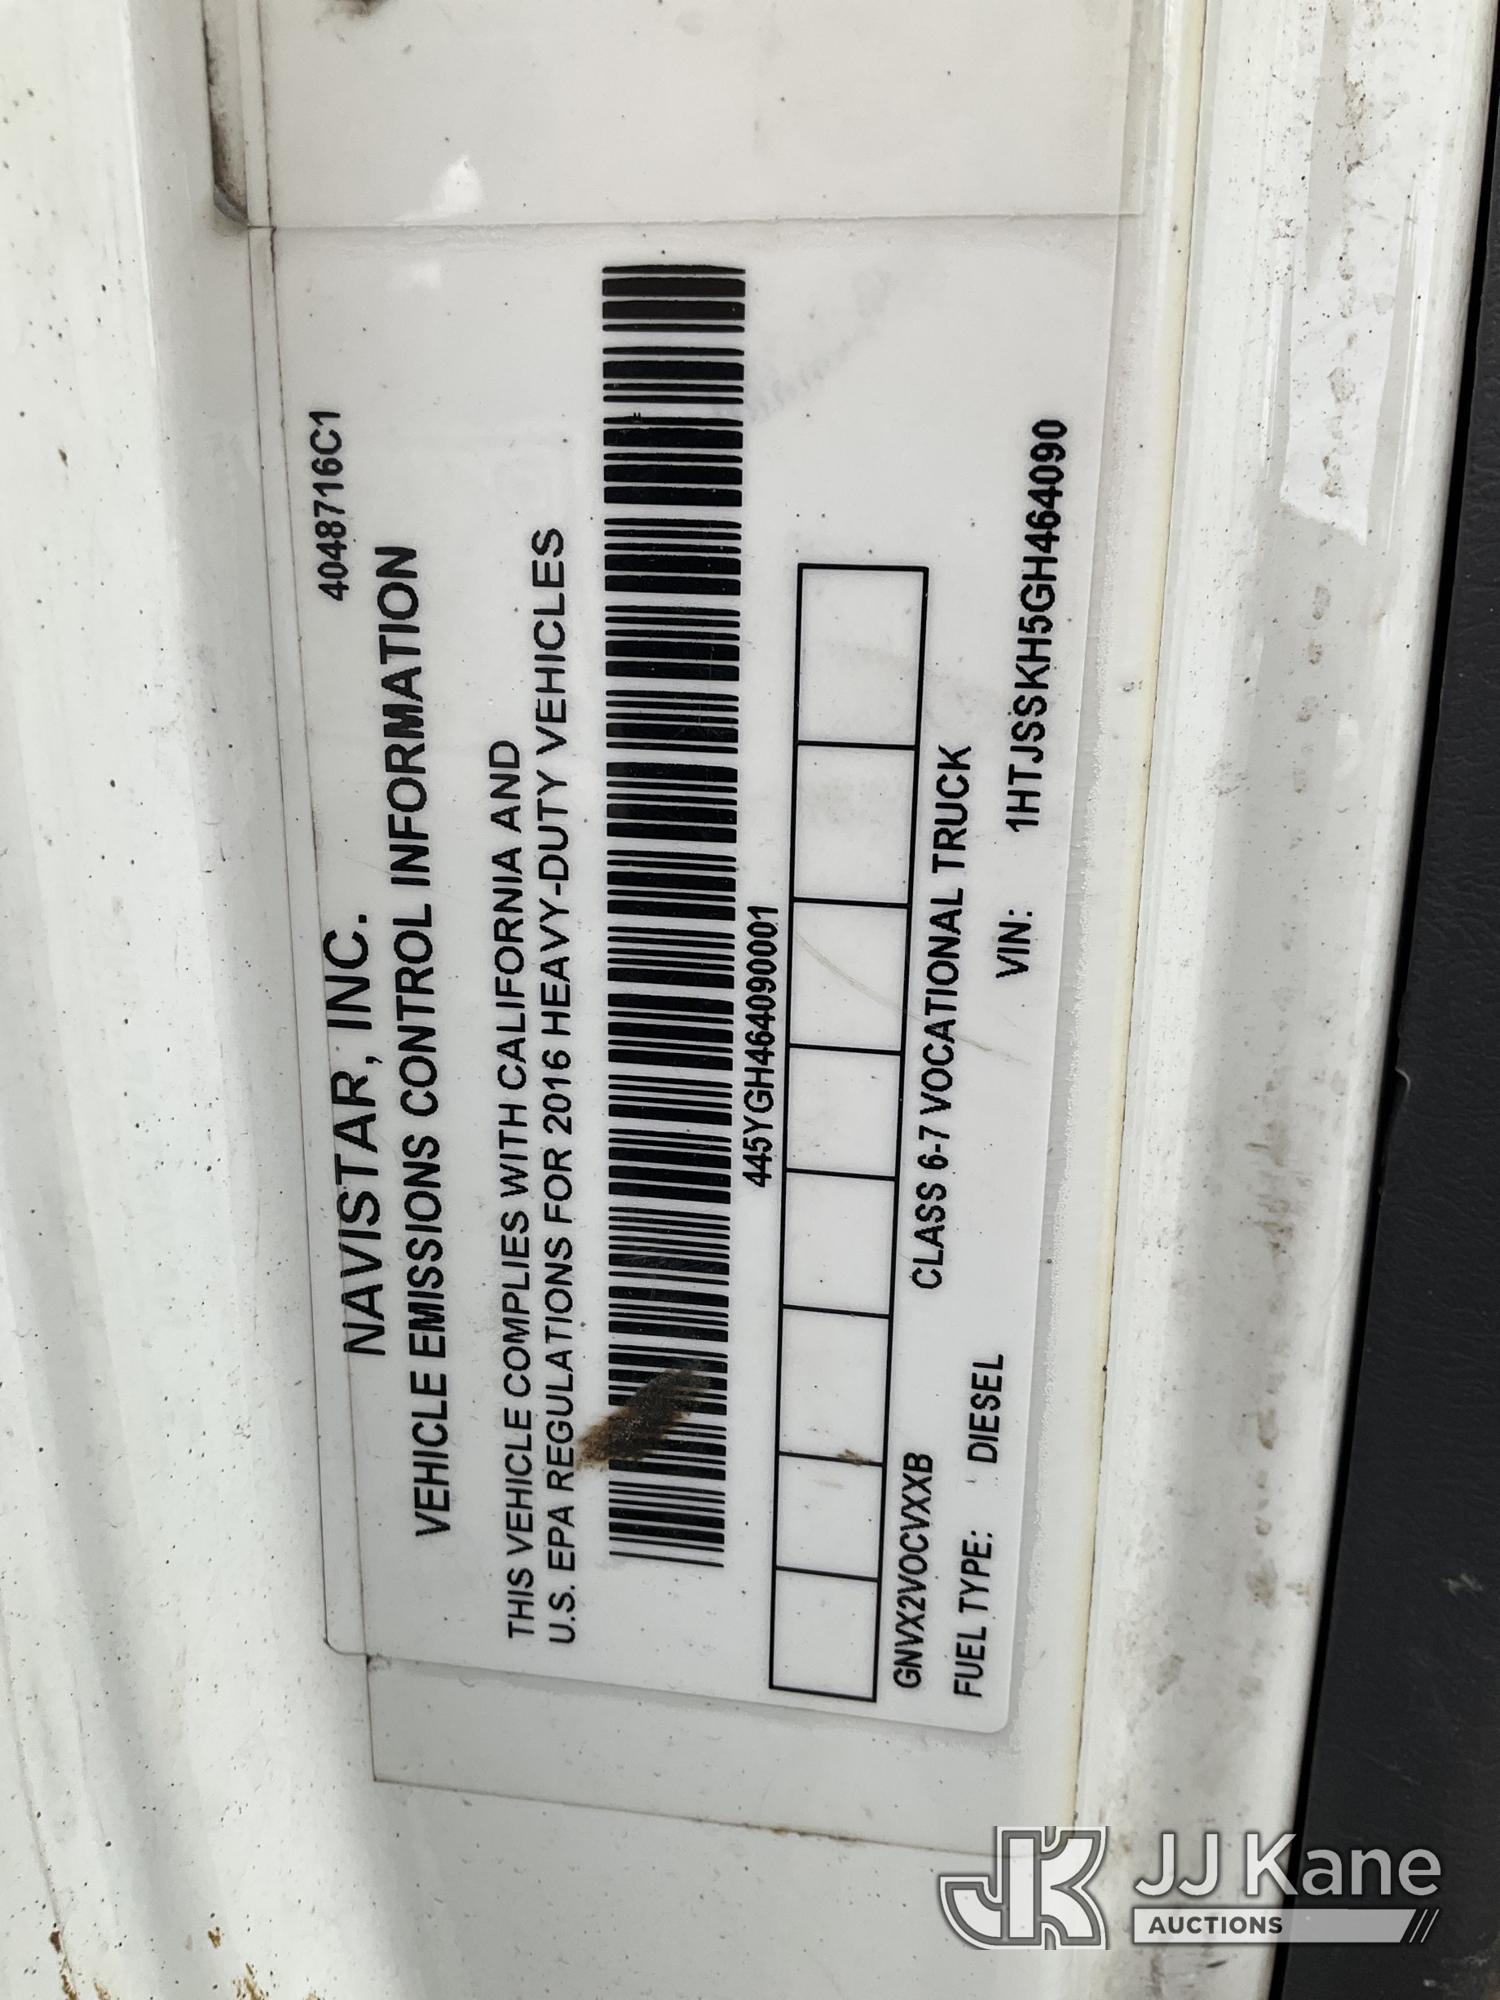 4048716C1
NAVISTAR, INC.
VEHICLE EMISSIONS CONTROL INFORMATION
THIS VEHICLE COMPLIES WITH CALIFORNIA AND
U.S. EPA REGULATIONS FOR 2016 HEAVY-DUTY VEHICLES
445YGH464090001
GNVX2VOCVXXB CLASS 6-7 VOCATIONAL TRUCK
FUEL TYPE: DIESEL VIN: 1HTJSSKH5GH464090
JJ Kane
AUCTIONS